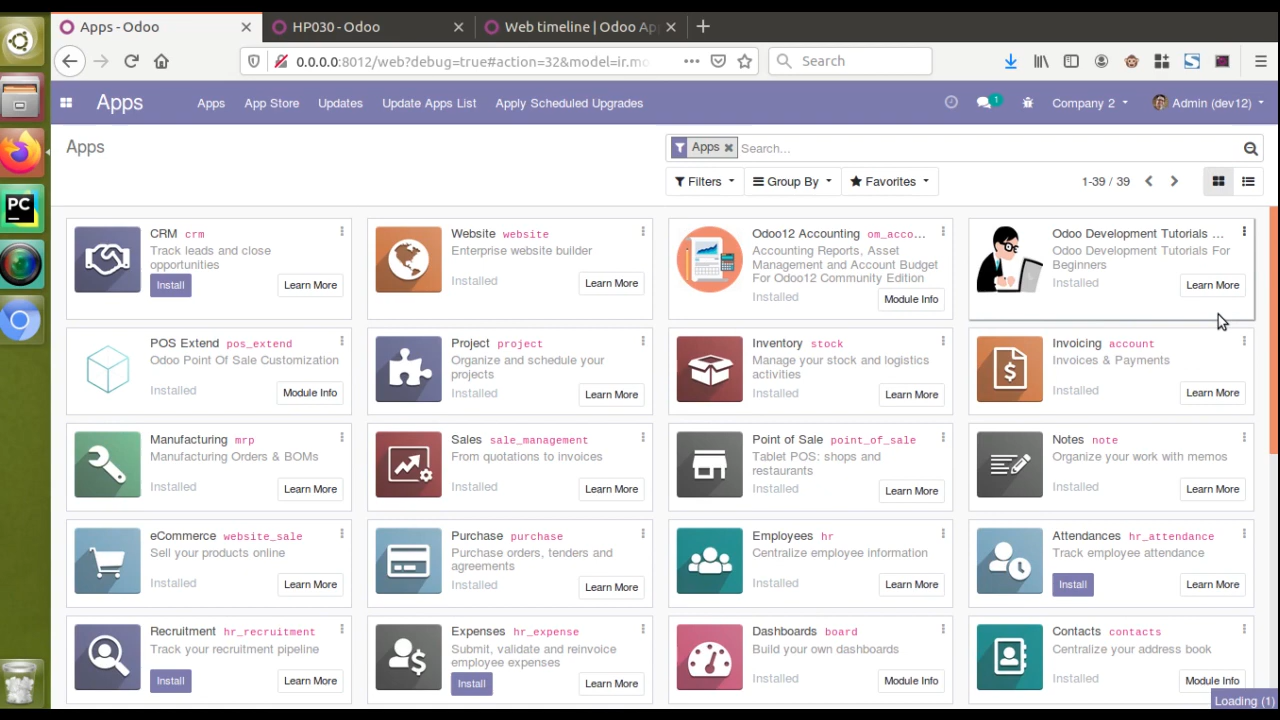 Apps - Odoo
HP030 - Odoo
Web timeline | Odoo Ap
0.0.0.0:8012/web?debug=true#action=32&model=ir.mo
Search
Apps
Apps
App Store
Updates
Update Apps List
Apply Scheduled Upgrades
1
Company 2
Admin (dev12)
Apps
Apps
Search...
Filters
Group By
Favorites
1-39 / 39
CRM crm
Track leads and close
opportunities
Install
Learn More
Website website
Enterprise website builder
Installed
Learn More
Odoo12 Accounting om_acco...
Accounting Reports, Asset
Management and Account Budget
For Odoo12 Community Edition
Installed
Module Info
Odoo Development Tutorials ...
Odoo Development Tutorials For
Beginners
Installed
Learn More
POS Extend pos_extend
Odoo Point Of Sale Customization
Installed
Module Info
Project project
Organize and schedule your
projects
Installed
Learn More
Inventory stock
Manage your stock and logistics
activities
Installed
Learn More
Invoicing account
Invoices & Payments
Installed
Learn More
Manufacturing mrp
Manufacturing Orders & BOMs
Installed
Learn More
Sales sale_management
From quotations to invoices
Installed
Learn More
Point of Sale point_of_sale
Tablet POS: shops and
restaurants
Installed
Learn More
Notes note
Organize your work with memos
Installed
Learn More
eCommerce website_sale
Sell your products online
Installed
Learn More
Purchase purchase
Purchase orders, tenders and
agreements
Installed
Learn More
Employees hr
Centralize employee information
Installed
Learn More
Attendances hr_attendance
Track employee attendance
Install
Learn More
Recruitment hr_recruitment
Track your recruitment pipeline
Install
Learn More
Expenses hr_expense
Submit, validate and reinvoice
employee expenses
Install
Learn More
Dashboards board
Build your own dashboards
Installed
Module Info
Contacts contacts
Centralize your address book
Installed
Module Info
Loading (1)
PC